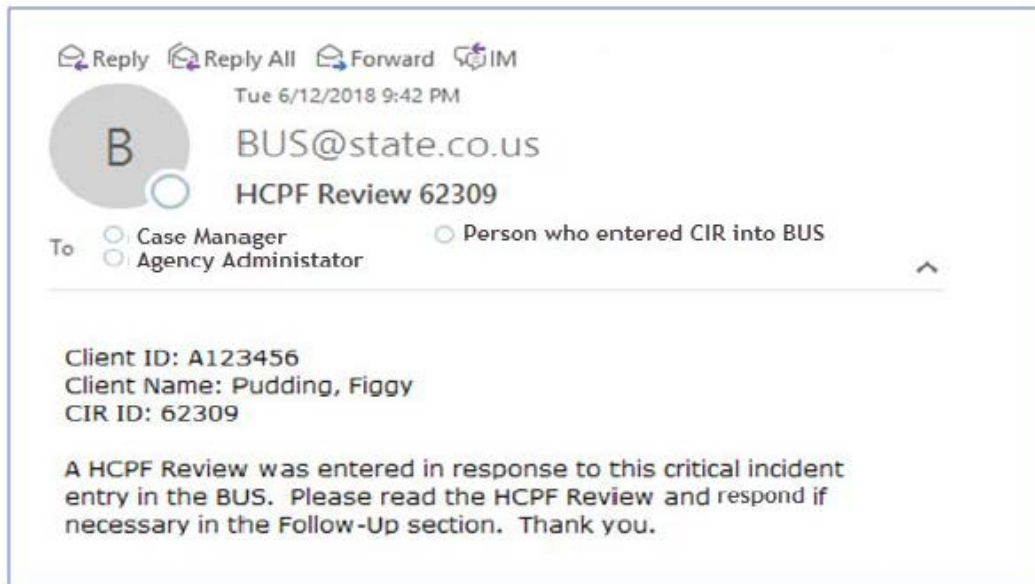 Reply Reply All Forward IM
Tue 6/12/2018 9:42 PM
B
BUS@state.co.us
HCPF Review 62309
To Case Manager Person who entered CIR into BUS
Agency Administator
Client ID: A123456
Client Name: Pudding, Figgy
CIR ID: 62309
A HCPF Review was entered in response to this critical incident
entry in the BUS. Please read the HCPF Review and respond if
necessary in the Follow-Up section. Thank you.